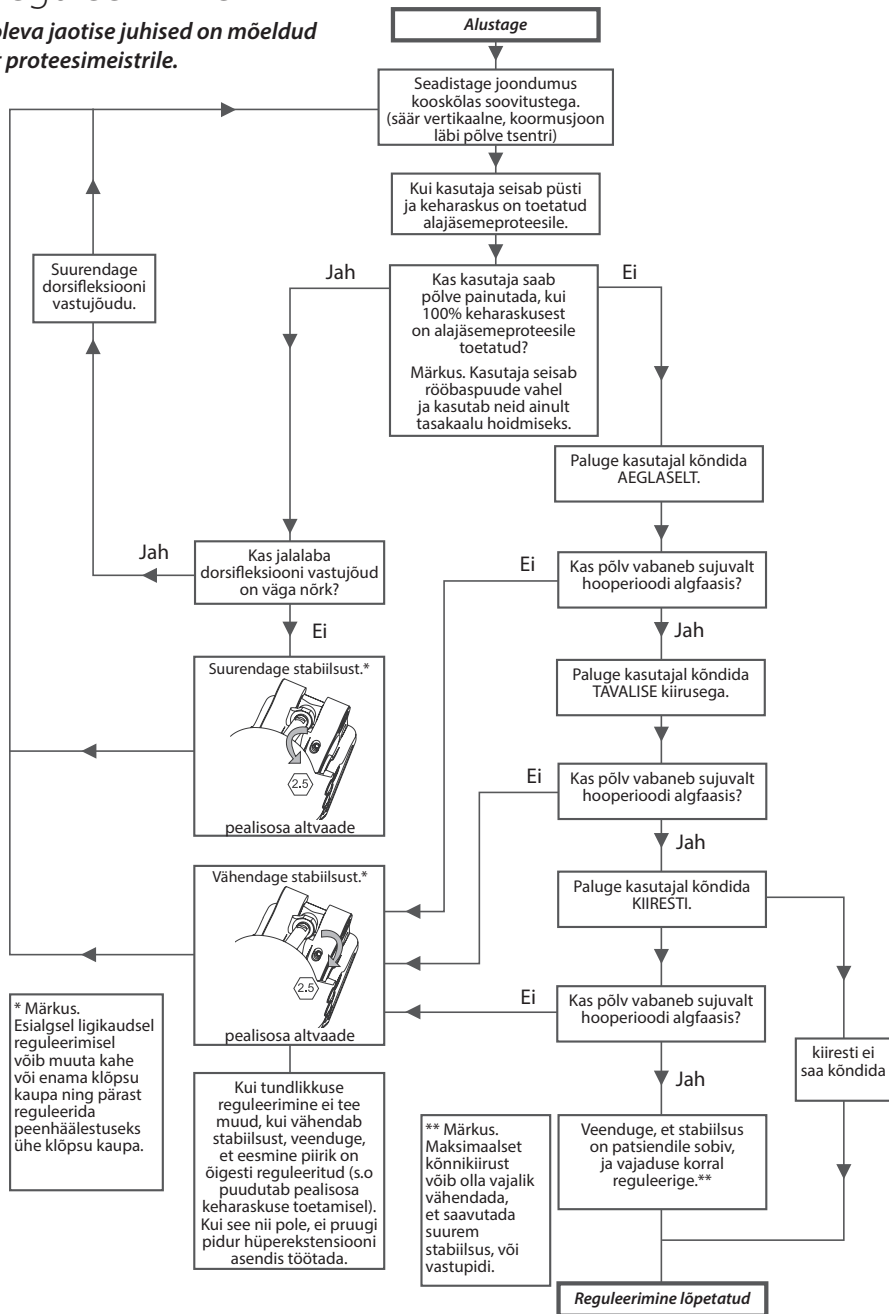 oleva jaotise juhised on mõeldud
proteesimeistrile.
Alustage
Seadistage joondumus
kooskõlas soovitustega.
(säär vertikaalne, koormusjoon
läbi põlve tsentri)
Kui kasutaja seisab püsti
ja keharaskus on toetatud
alajäsemeproteesile.
Suurendage
dorsifleksiooni
vastujõudu.
Jah
Kas kasutaja saab
põlve painutada, kui
100% keharaskusest
on alajäsemeproteesile
toetatud?
Märkus. Kasutaja seisab
rööbaspuude vahel
ja kasutab neid ainult
tasakaalu hoidmiseks.
Ei
Paluge kasutajal kõndida
AEGLASELT.
Jah
Kas jalalaba
dorsifleksiooni vastujõud
on väga nõrk?
Ei
Kas põlv vabaneb sujuvalt
hooperioodi algfaasis?
Ei
Jah
Suurendage stabiilsust.*
2.5
pealisosa altvaade
Paluge kasutajal kõndida
TAVALISE kiirusega.
Ei
Kas põlv vabaneb sujuvalt
hooperioodi algfaasis?
Jah
Vähendage stabiilsust.*
2.5
pealisosa altvaade
Paluge kasutajal kõndida
KIIRESTI.
Ei
Kas põlv vabaneb sujuvalt
hooperioodi algfaasis?
kiiresti ei
saa kõndida
Jah
* Märkus.
Esialgsel ligikaudsel
reguleerimisel
võib muuta kahe
või enama klõpsu
kaupa ning pärast
reguleerida
peenhäälestuseks
ühe klõpsu kaupa.
Kui tundlikkuse
reguleerimine ei tee
muud, kui vähendab
stabiilsust, veenduge,
et eesmine piirik on
õigesti reguleeritud (s.o
puudutab pealisosa
keharaskuse toetamisel).
Kui see nii pole, ei pruugi
pidur hüperekstensiooni
asendis töötada.
** Märkus.
Maksimaalset
kõnnikiirust
võib olla vajalik
vähendada,
et saavutada
suurem
stabiilsus, või
vastupidi.
Veenduge, et stabiilsus
on patsiendile sobiv,
ja vajaduse korral
reguleerige.**
Reguleerimine lõpetatud